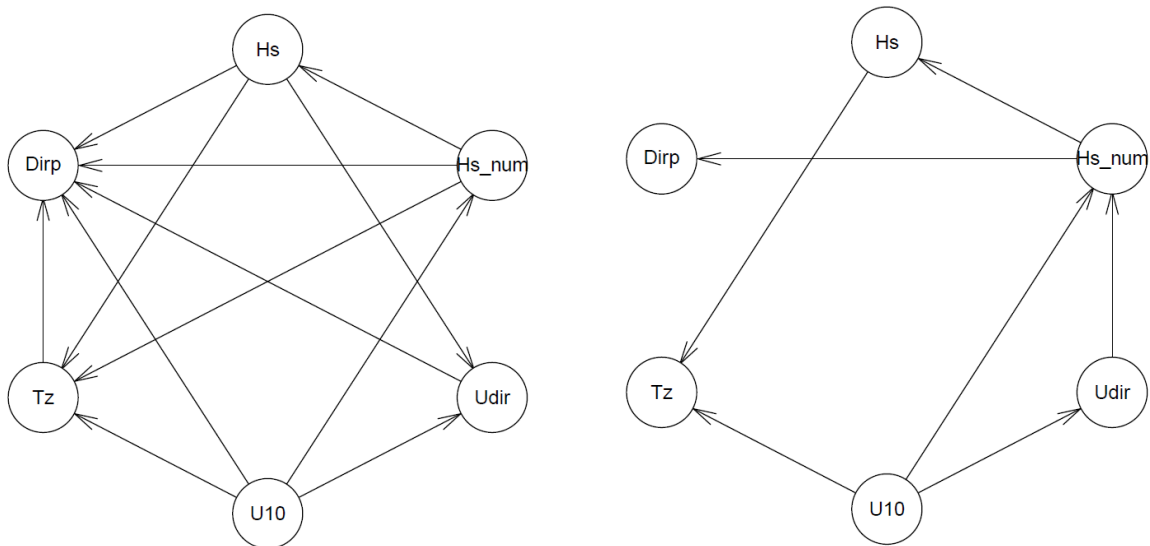 Hs
Dirp
Hs_num
Tz
Udir
U10
Hs
Dirp
Hs_num
Tz
Udir
U10